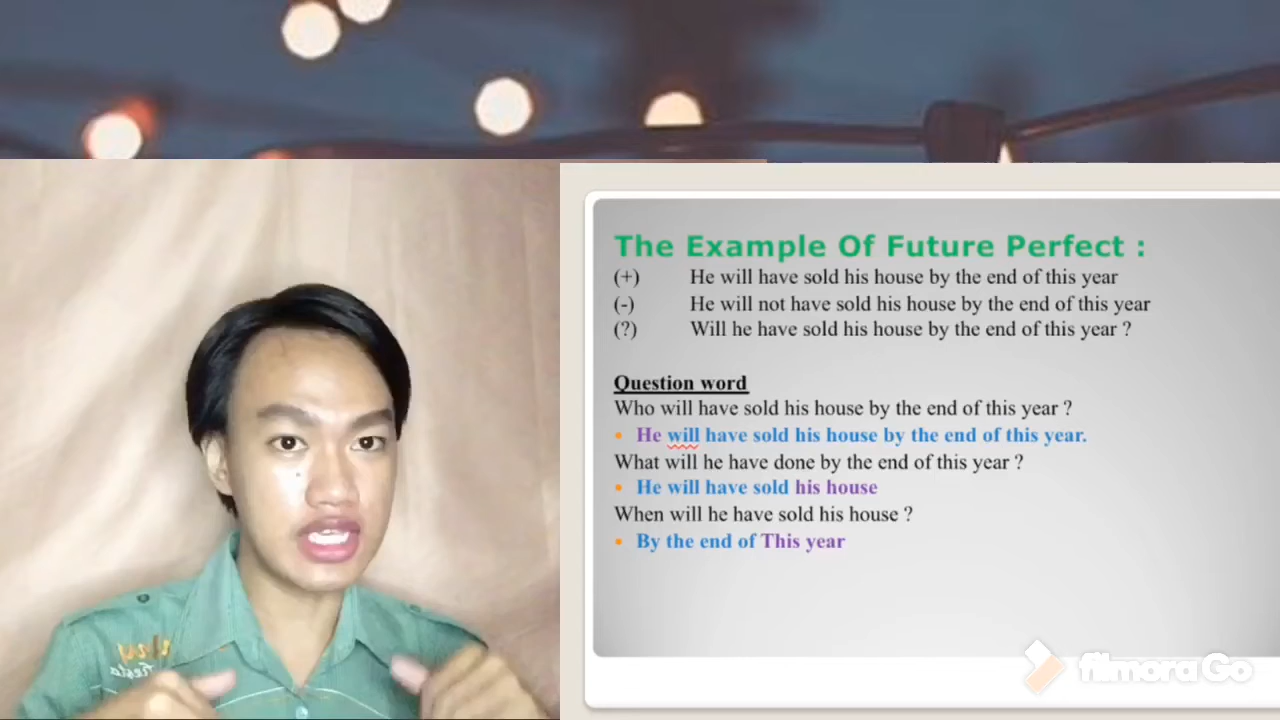 The Example Of Future Perfect :
(+) He will have sold his house by the end of this year
(-) He will not have sold his house by the end of this year
(?) Will he have sold his house by the end of this year ?
Question word
Who will have sold his house by the end of this year ?
• He will have sold his house by the end of this year.
What will he have done by the end of this year ?
• He will have sold his house
When will he have sold his house ?
• By the end of This year
filmora Go